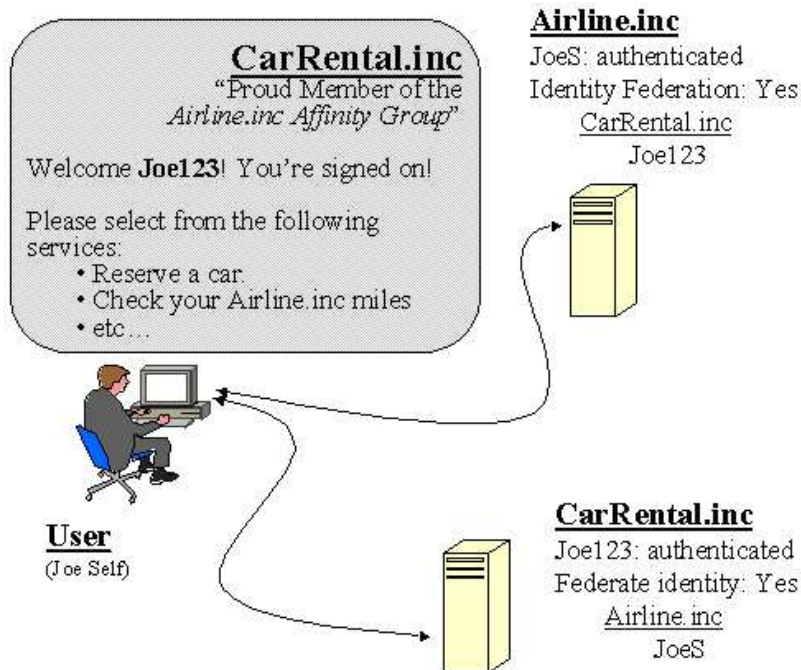 CarRental.inc
“Proud Member of the
Airline.inc Affinity Group”
Welcome Joe123! You’re signed on!
Please select from the following
services:
• Reserve a car.
• Check your Airline.inc miles
• etc…
Airline.inc
JoeS: authenticated
Identity Federation: Yes
CarRental.inc
Joe123
User
(Joe Self)
CarRental.inc
Joe123: authenticated
Federate identity: Yes
Airline.inc
JoeS